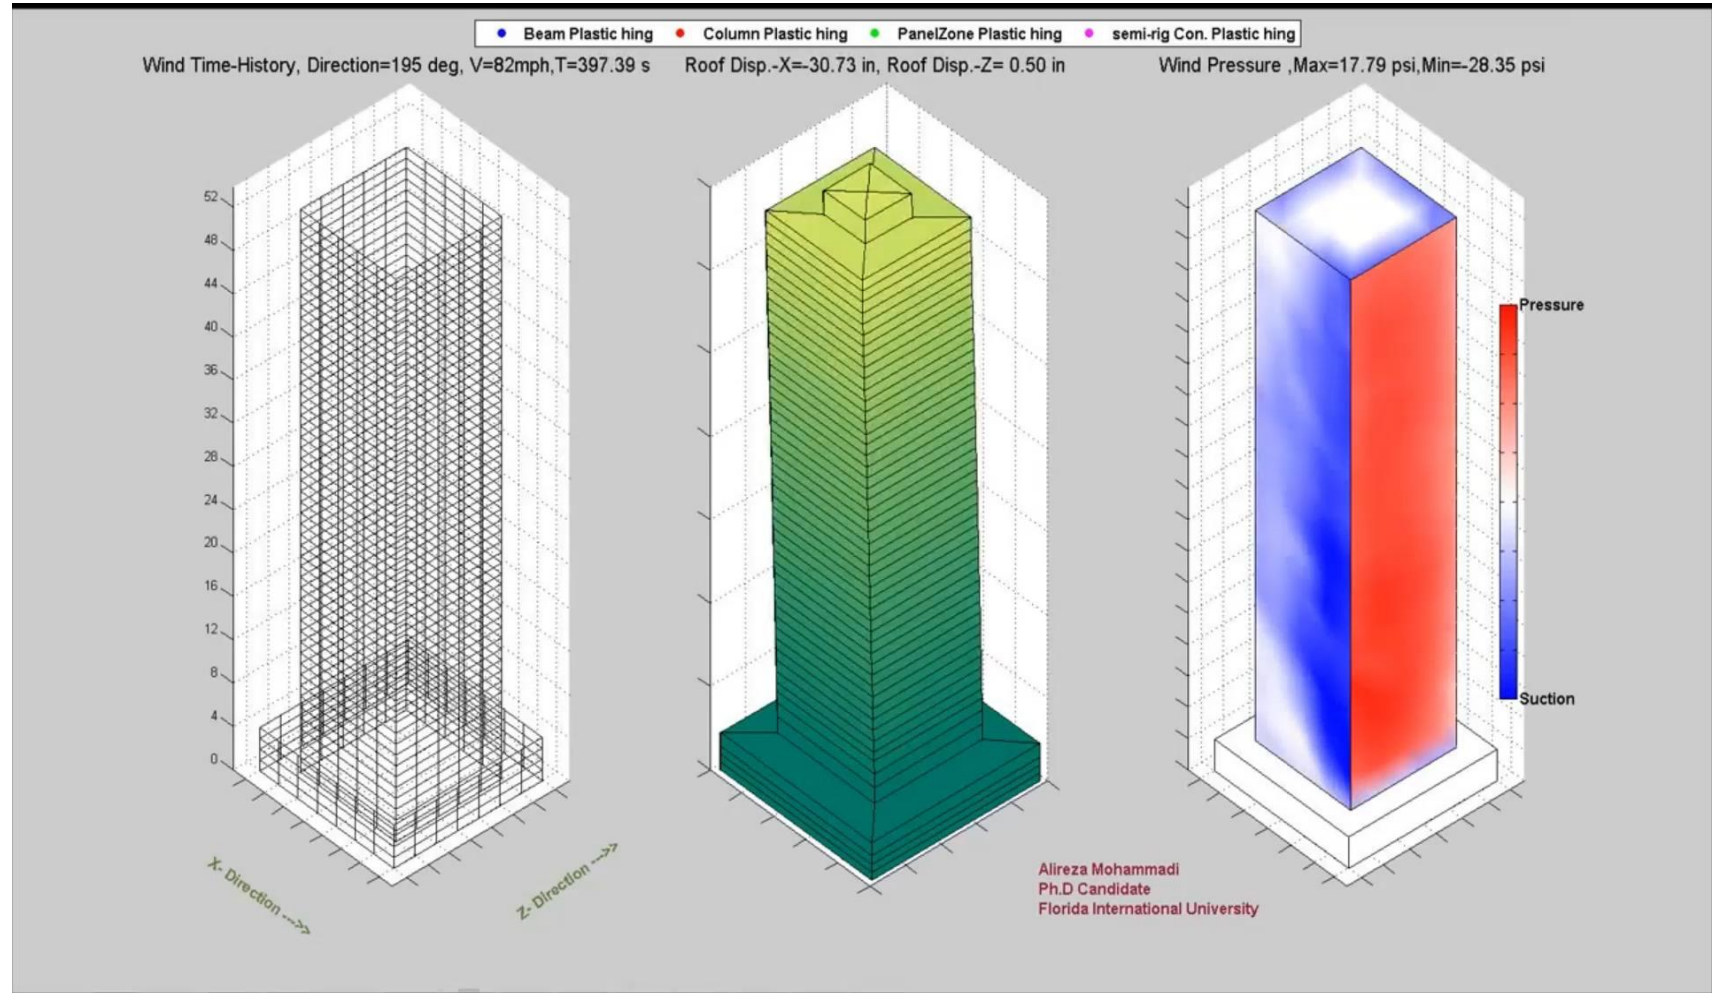 Beam Plastic hing Column Plastic hing PanelZone Plastic hing semi-rig Con. Plastic hing
Wind Time-History, Direction=195 deg, V=82mph,T=397.39 s
Roof Disp.-X=-30.73 in, Roof Disp.-Z= 0.50 in
Wind Pressure ,Max=17.79 psi,Min=-28.35 psi
52
48
44
40
36
32
28
24
20
16
12
8
4
0
X- Direction --->>
Z- Direction --->>
Pressure
Suction
Alireza Mohammadi
Ph.D Candidate
Florida International University